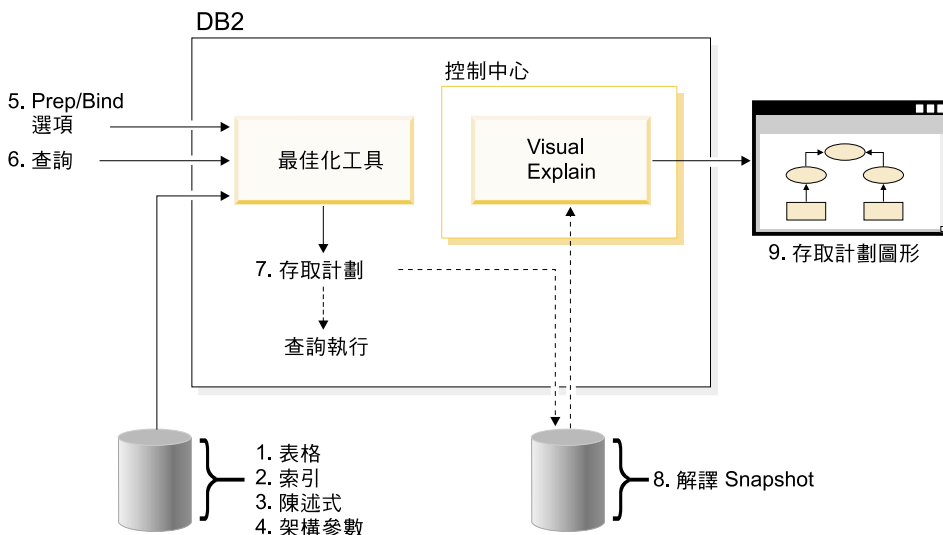 DB2
控制中心
5. Prep/Bind
選項
6. 查詢
最佳化工具
Visual
Explain
7. 存取計劃
查詢執行
9. 存取計劃圖形
1. 表格
2. 索引
3. 陳述式
4. 架構參數
8. 解譯 Snapshot